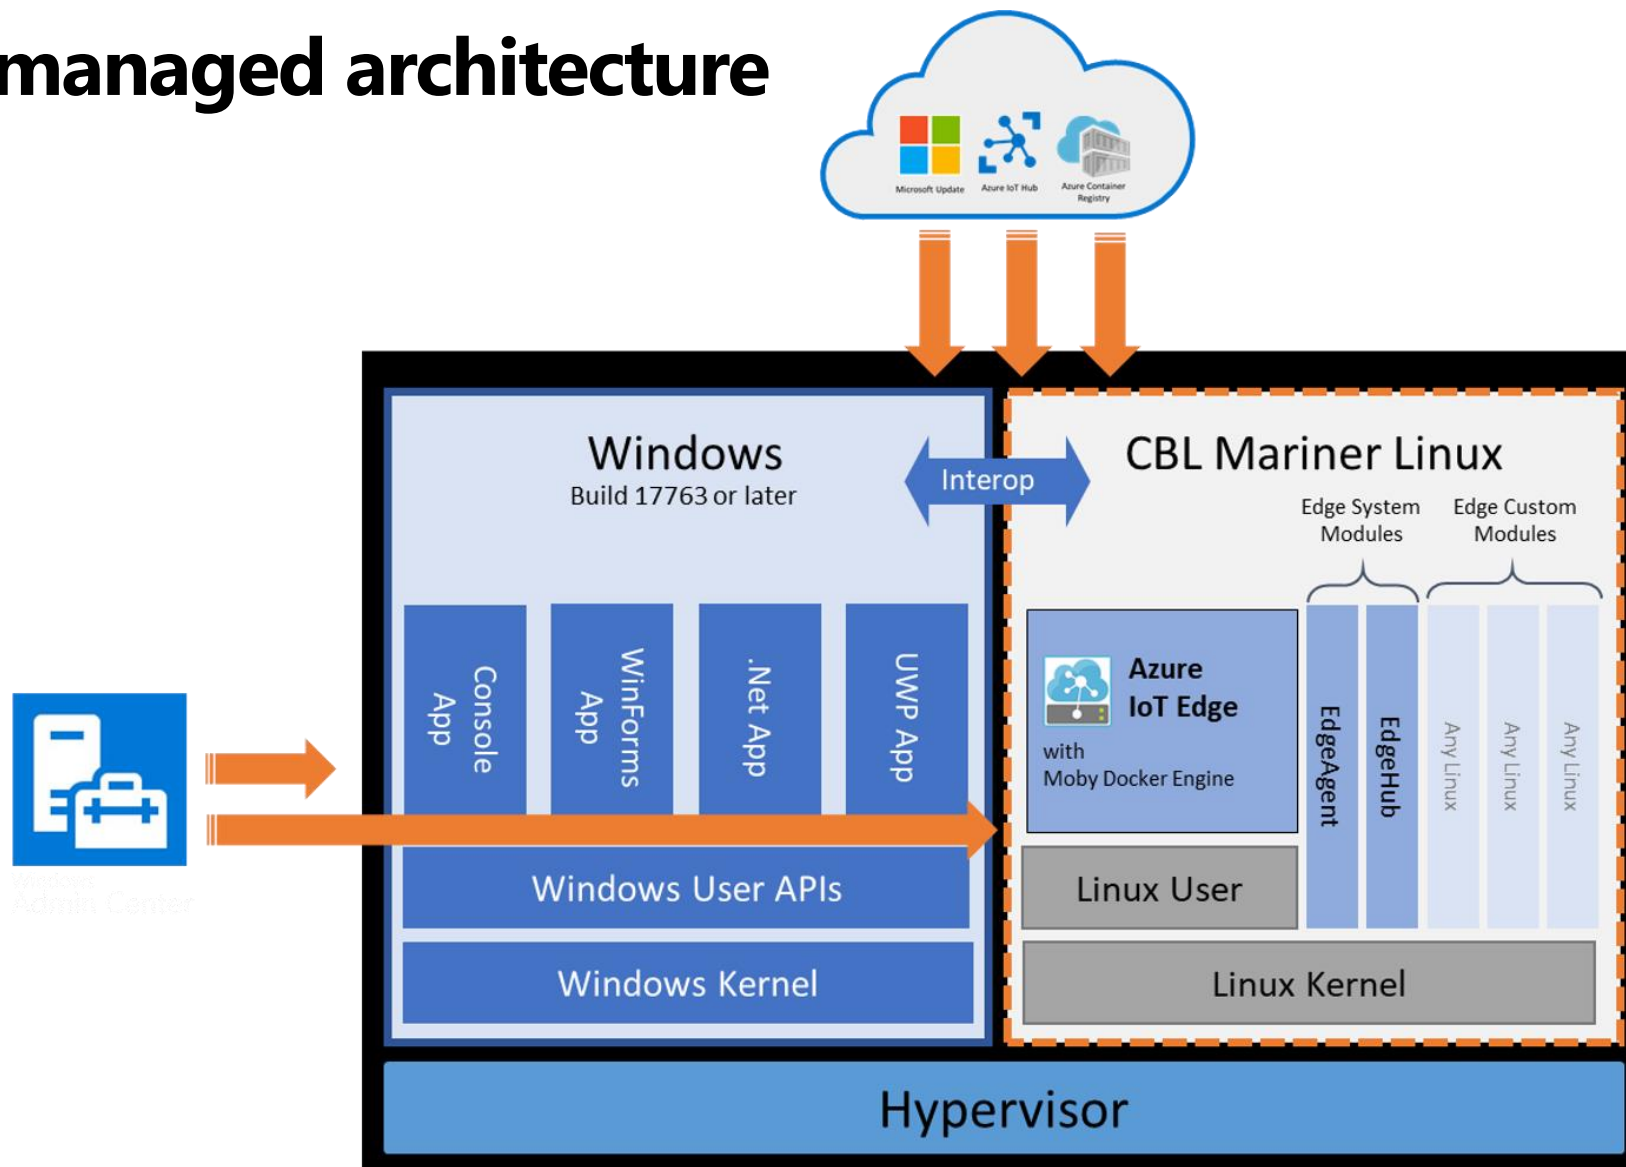 managed architecture
Microsoft Update
Azure IoT Hub
Azure Container
Registry
Windows
Build 17763 or later
Interop
CBL Mariner Linux
Edge System
Modules
Edge Custom
Modules
Console
App
WinForms
App
.Net App
UWP App
Azure
IoT Edge
with
Moby Docker Engine
EdgeAgent
EdgeHub
Any Linux
Any Linux
Any Linux
Windows
Admin Center
Windows User APIs
Linux User
Windows Kernel
Linux Kernel
Hypervisor